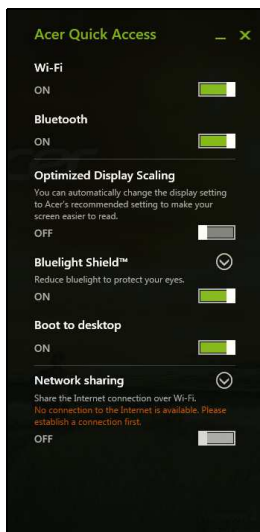 Acer Quick Access
Wi-Fi
ON
Bluetooth
ON
Optimized Display Scaling
You can automatically change the display setting
to Acer's recommended setting to make your
screen easier to read.
OFF
Bluelight Shield™
Reduce bluelight to protect your eyes.
ON
Boot to desktop
ON
Network sharing
Share the Internet connection over Wi-Fi.
No connection to the Internet is available. Please
establish a connection first.
OFF